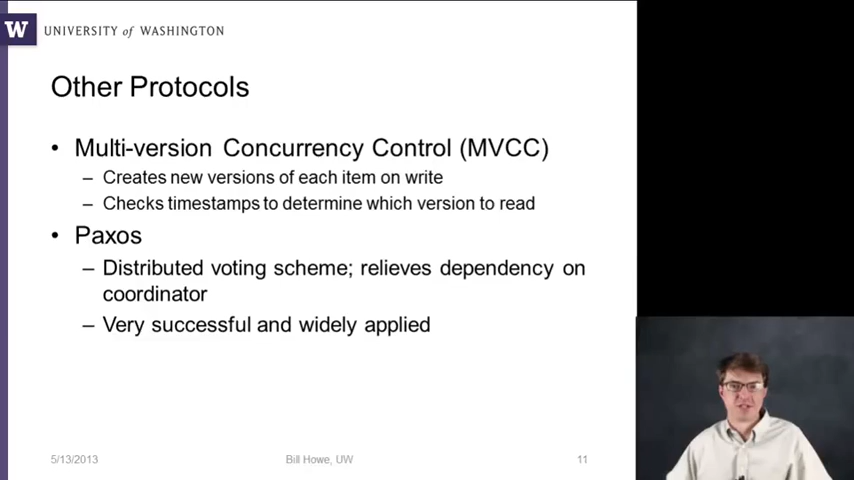 W UNIVERSITY of WASHINGTON
Other Protocols
• Multi-version Concurrency Control (MVCC)
– Creates new versions of each item on write
– Checks timestamps to determine which version to read
• Paxos
– Distributed voting scheme; relieves dependency on
coordinator
– Very successful and widely applied
5/13/2013 Bill Howe, UW 11